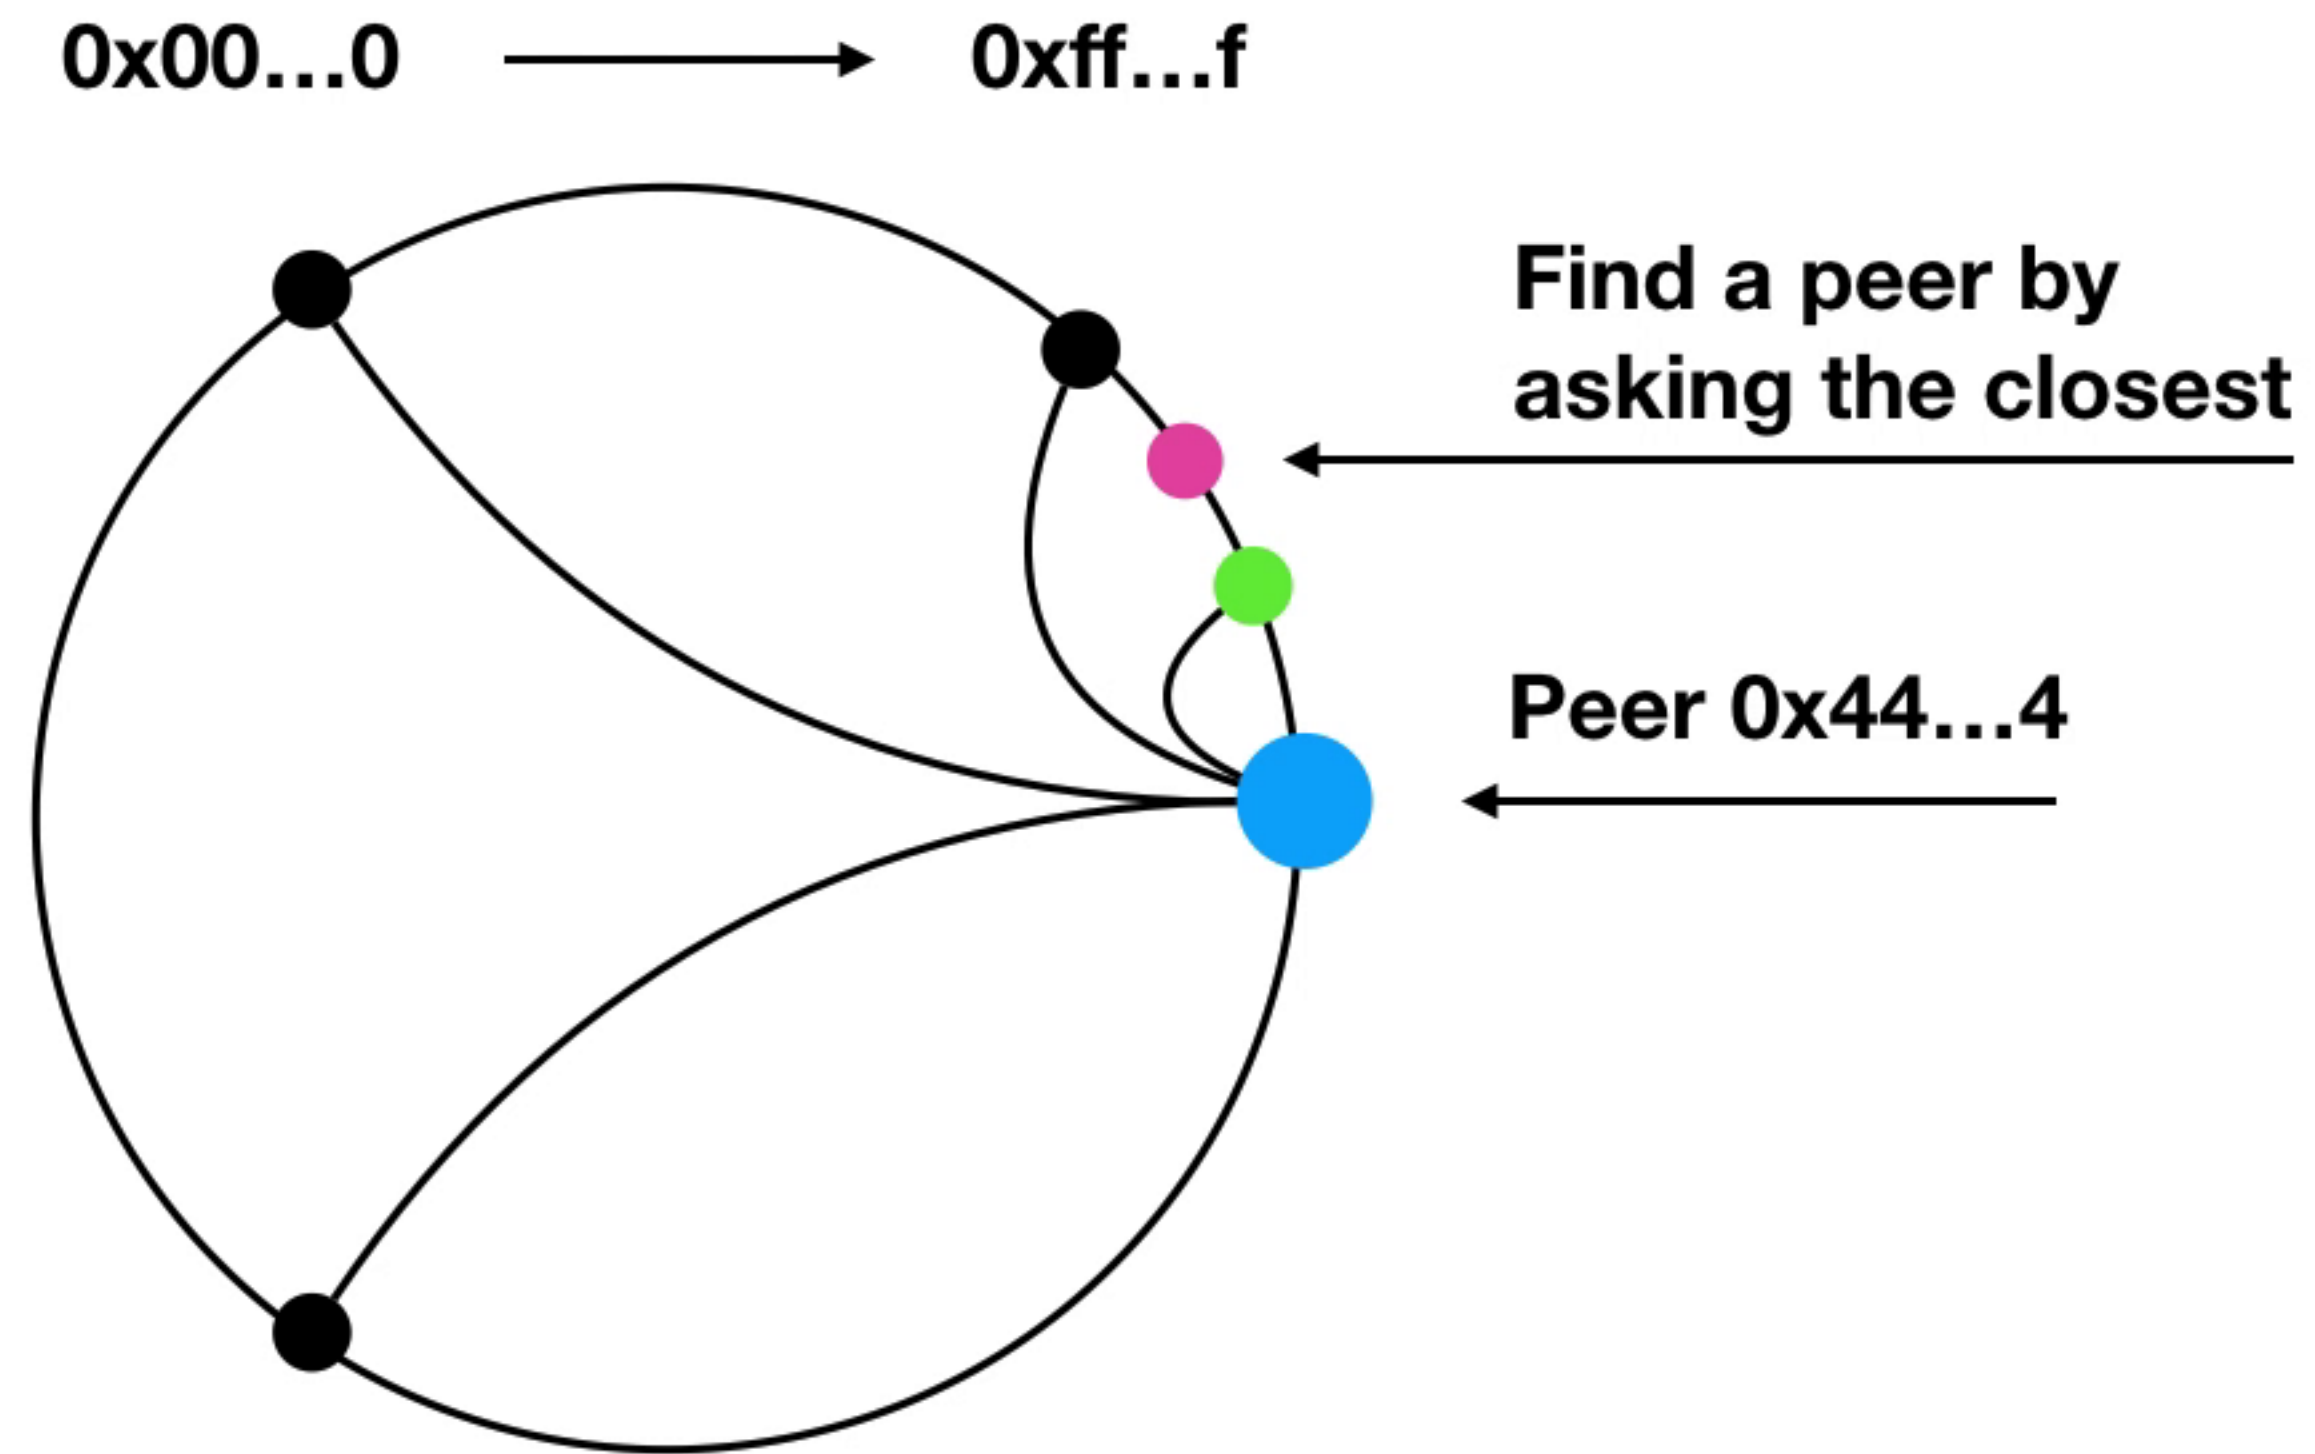 0x00...0 0xff...f
Find a peer by
asking the closest
Peer 0x44...4